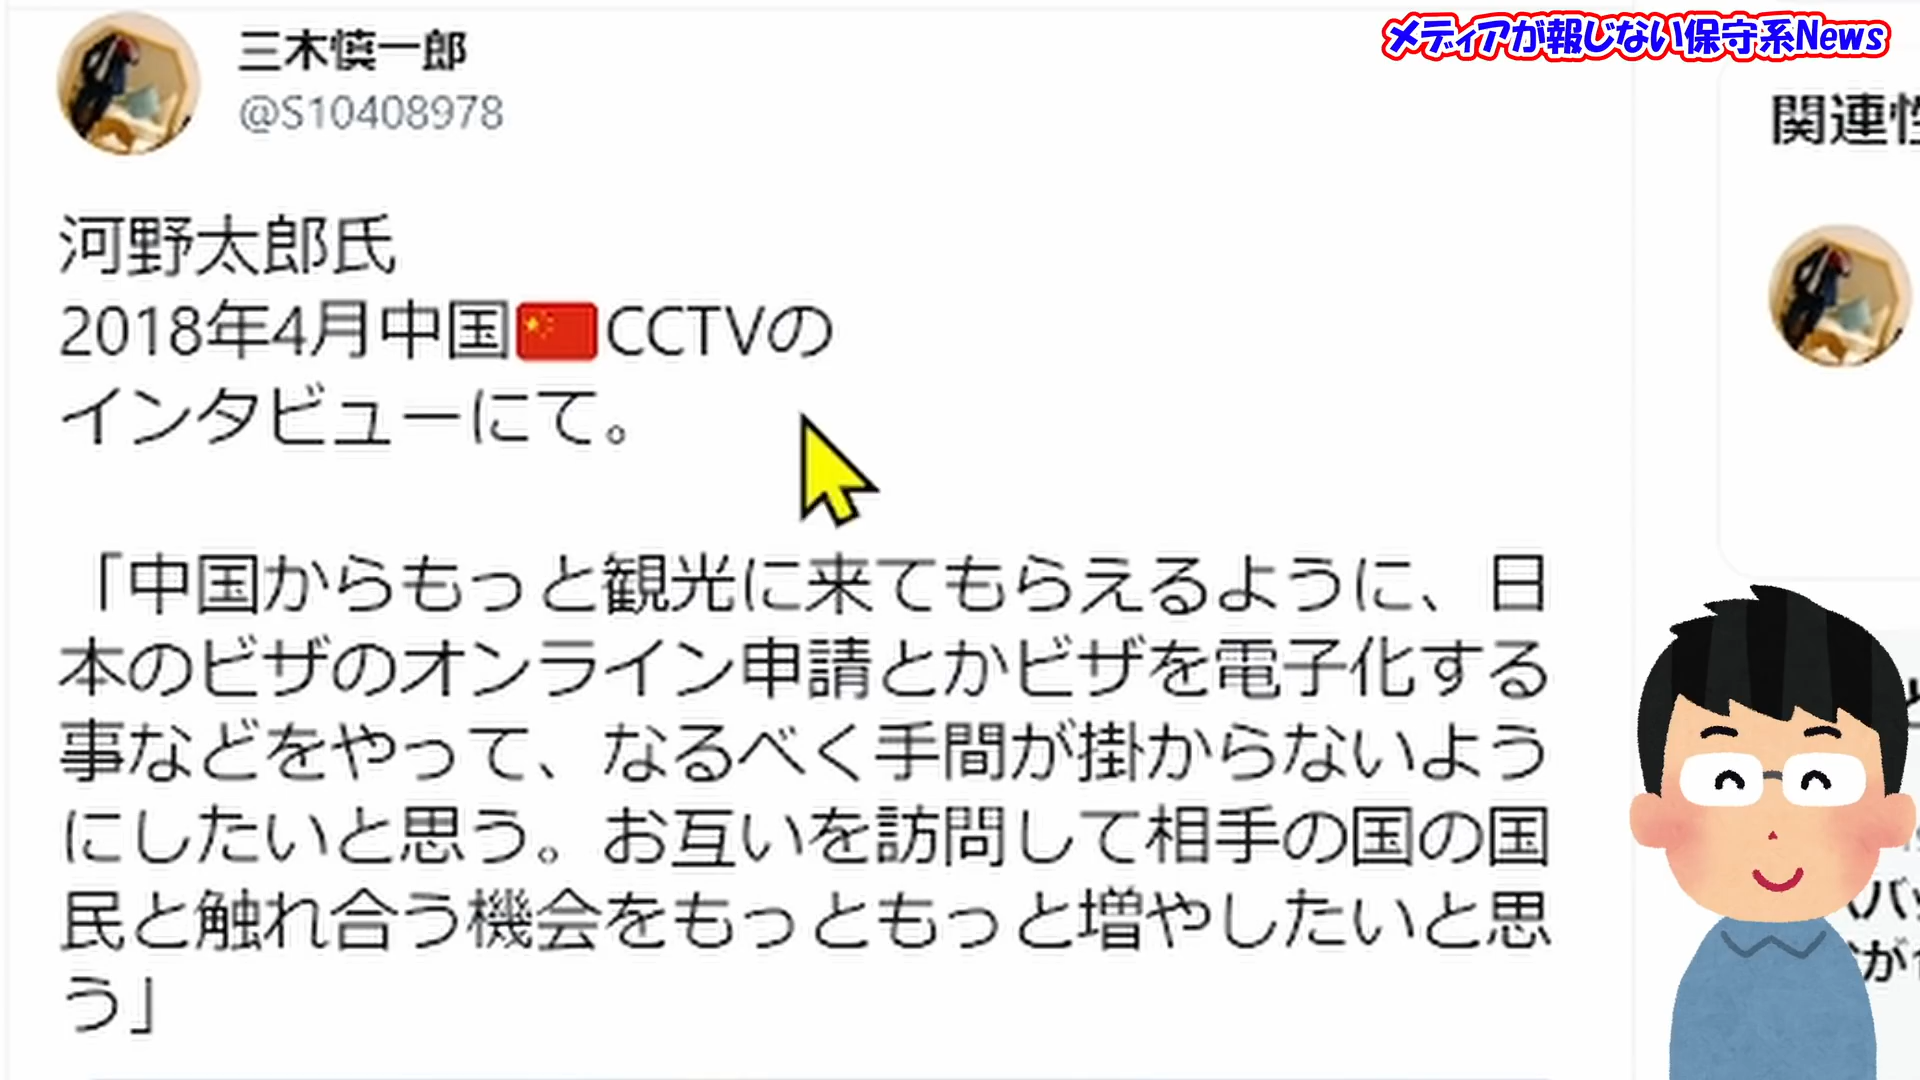 メディアが報じない保守系News
三木慎一郎
@S10408978
河野太郎氏
2018年4月中国🇨🇳CCTVの
インタビューにて。
「中国からもっと観光に来てもらえるように、日
本のビザのオンライン申請とかビザを電子化する
事などをやって、なるべく手間が掛からないよう
にしたいと思う。お互いを訪問して相手の国の国
民と触れ合う機会をもっともっと増やしたいと思
う」
関連性